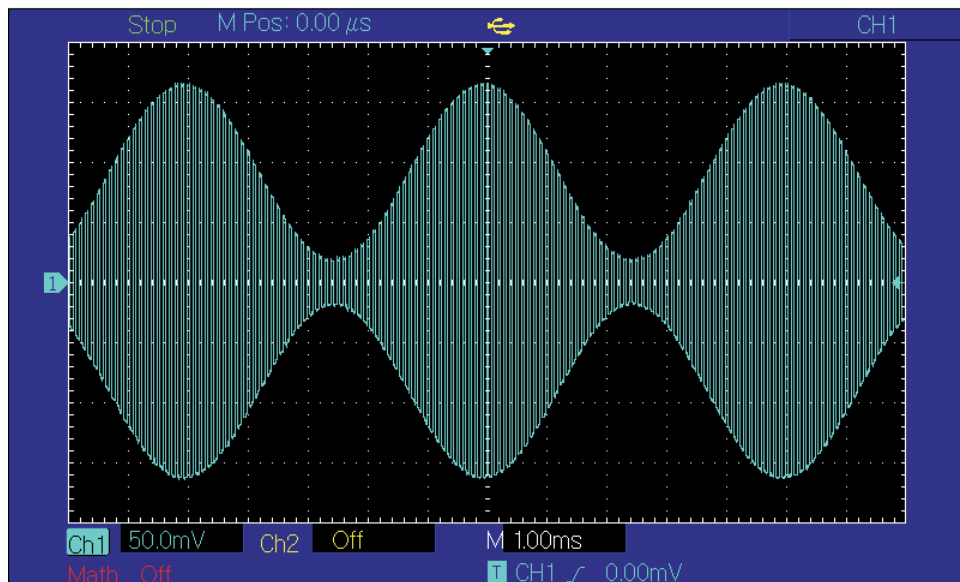 Stop M Pos: 0.00 μs CH1
1
Ch1 50.0mV Ch2 Off M 1.00ms
Math Off T CH1 0.00mV